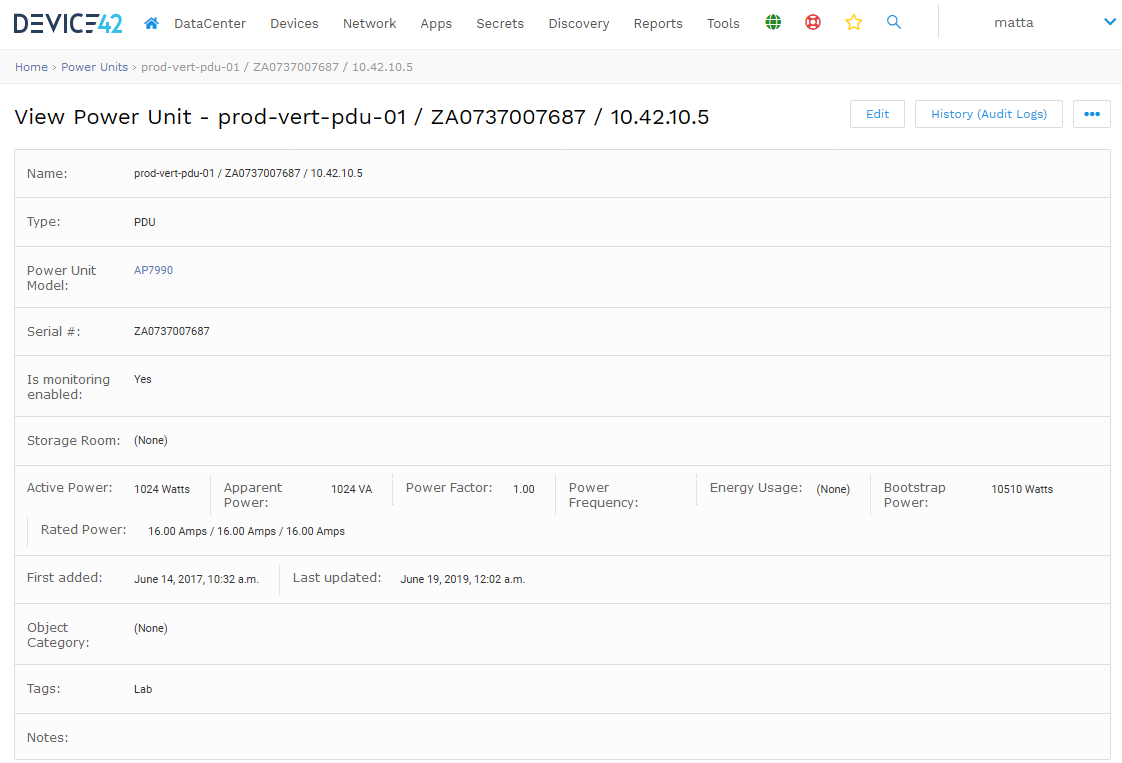 DEVICE42 DataCenter Devices Network Apps Secrets Discovery Reports Tools matta
Home › Power Units › prod-vert-pdu-01 / ZA0737007687 / 10.42.10.5
View Power Unit - prod-vert-pdu-01 / ZA0737007687 / 10.42.10.5 Edit History (Audit Logs) •••
Name: prod-vert-pdu-01 / ZA0737007687 / 10.42.10.5
Type: PDU
Power Unit AP7990
Model:
Serial #: ZA0737007687
Is monitoring Yes
enabled:
Storage Room: (None)
Active Power: 1024 Watts Apparent 1024 VA Power Factor: 1.00 Power Energy Usage: (None) Bootstrap 10510 Watts
Power: Frequency: Power:
Rated Power: 16.00 Amps / 16.00 Amps / 16.00 Amps
First added: June 14, 2017, 10:32 a.m. Last updated: June 19, 2019, 12:02 a.m.
Object (None)
Category:
Tags: Lab
Notes: